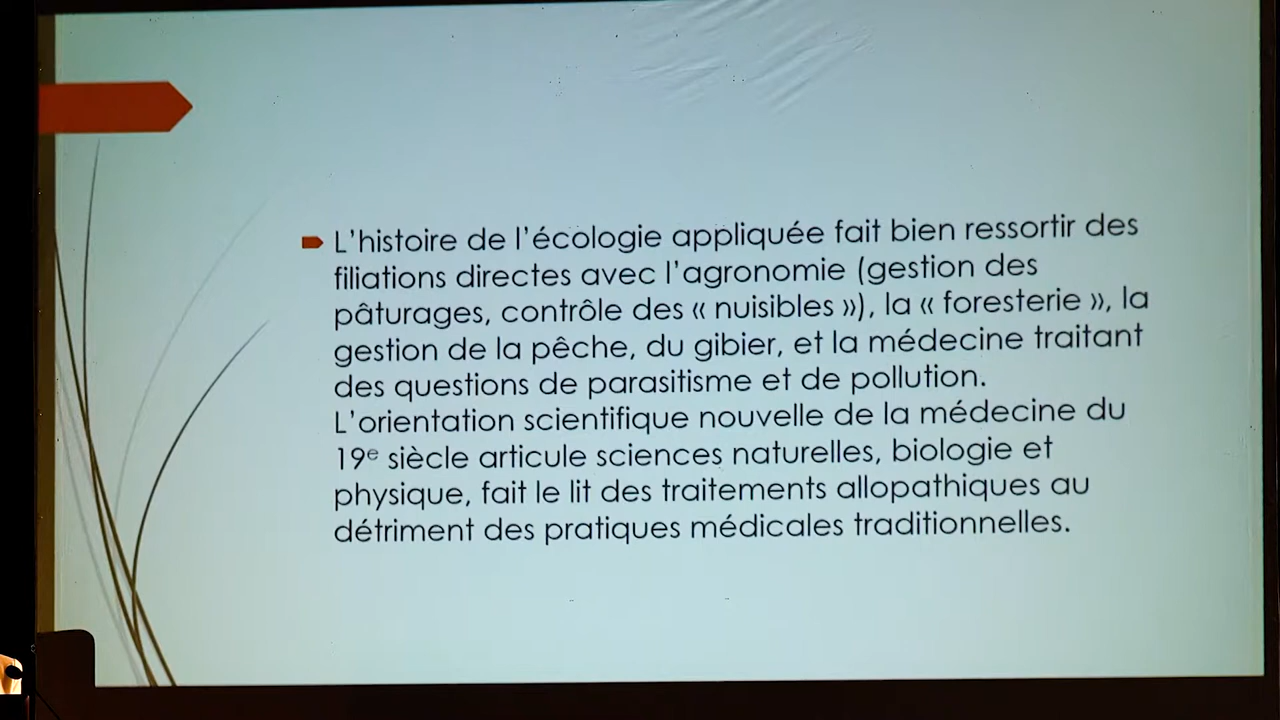 L'histoire de l'écologie appliquée fait bien ressortir des
filiations directes avec l'agronomie (gestion des
pâturages, contrôle des « nuisibles »), la « foresterie », la
gestion de la pêche, du gibier, et la médecine traitant
des questions de parasitisme et de pollution.
L'orientation scientifique nouvelle de la médecine du
19e siècle articule sciences naturelles, biologie et
physique, fait le lit des traitements allopathiques au
détriment des pratiques médicales traditionnelles.